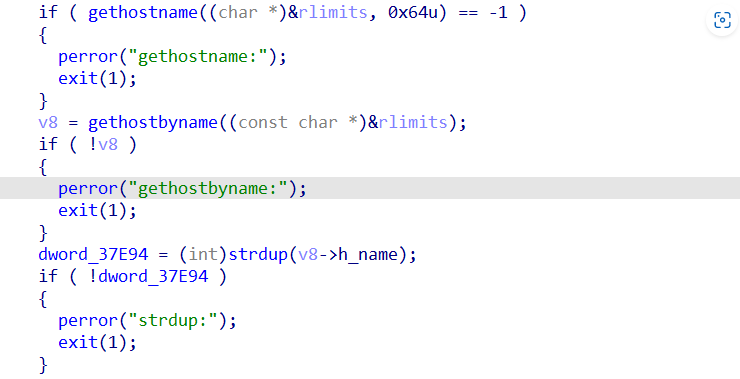 if ( gethostname((char *)&rlimits, 0x64u) == -1 )
{
perror("gethostname:");
exit(1);
}
v8 = gethostbyname((const char *)&rlimits);
if ( !v8 )
{
perror("gethostbyname:");
exit(1);
}
dword_37E94 = (int)strdup(v8->h_name);
if ( !dword_37E94 )
{
perror("strdup:");
exit(1);
}